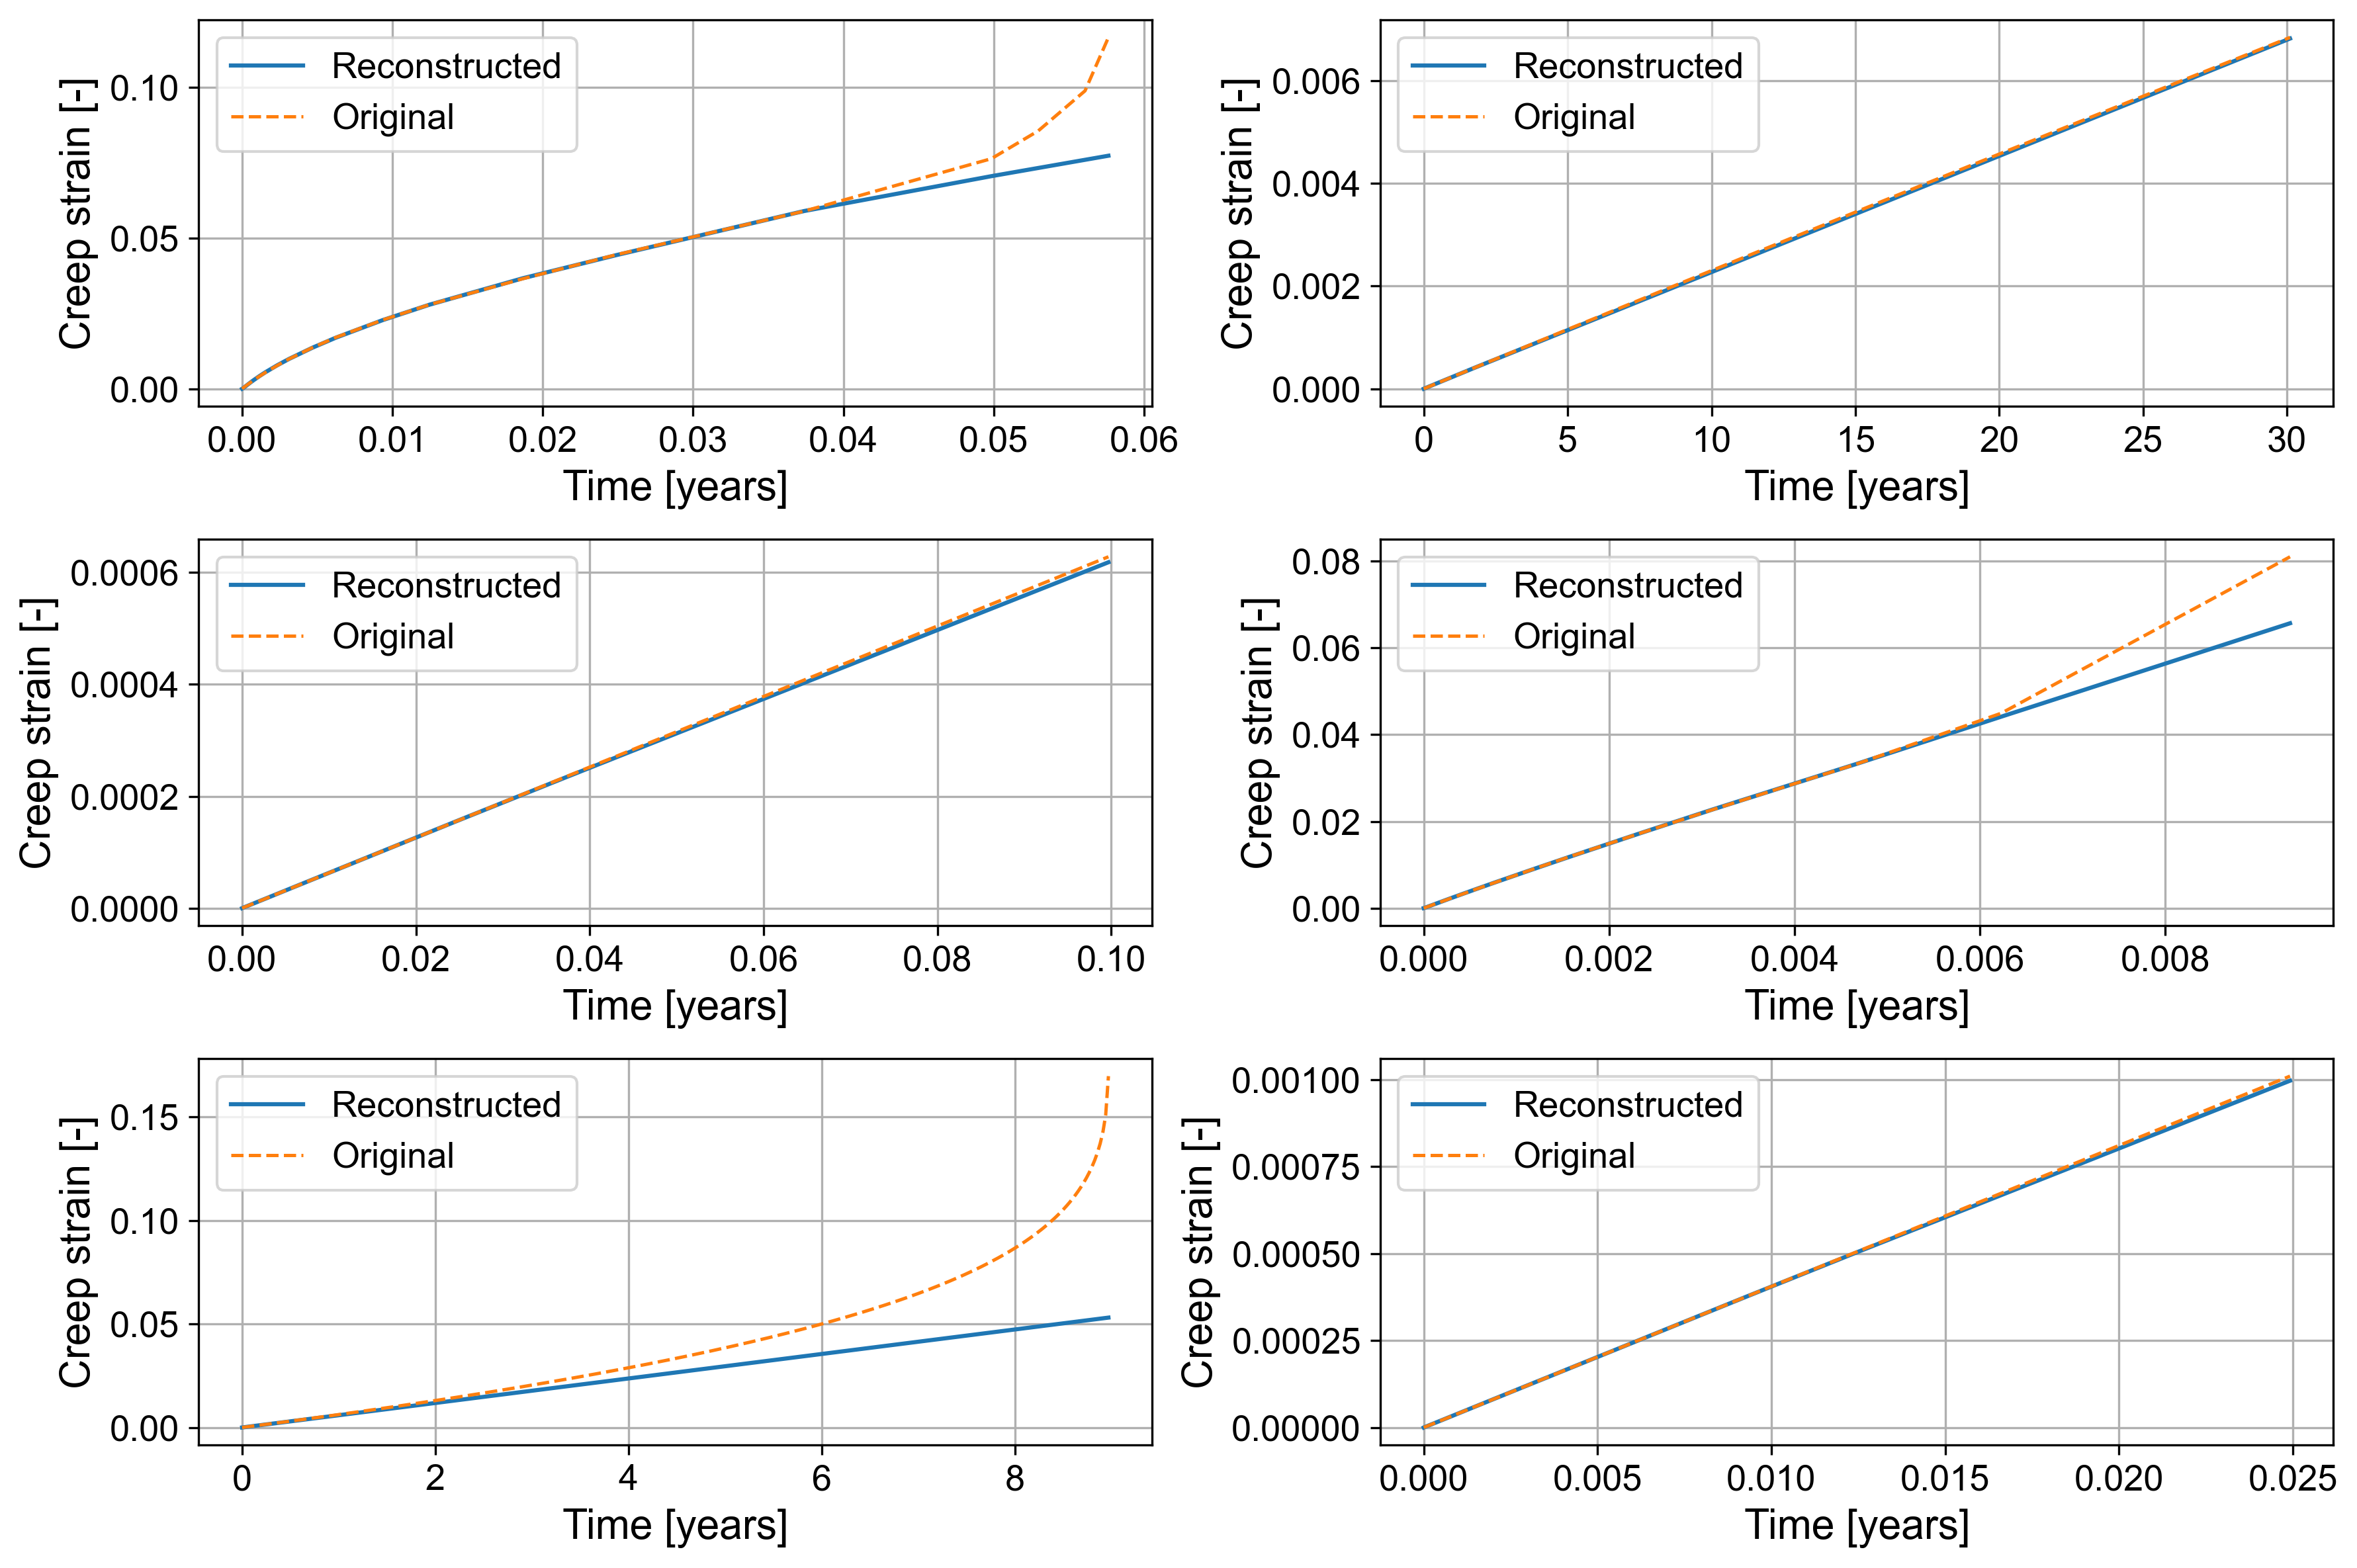 Creep strain [-]
0.10
0.05
0.00
Reconstructed
Original
0.00 0.01 0.02 0.03 0.04 0.05 0.06
Time [years]
Creep strain [-]
0.006
0.004
0.002
0.000
Reconstructed
Original
0 5 10 15 20 25 30
Time [years]
Creep strain [-]
0.0006
0.0004
0.0002
0.0000
Reconstructed
Original
0.00 0.02 0.04 0.06 0.08 0.10
Time [years]
Creep strain [-]
0.08
0.06
0.04
0.02
0.00
Reconstructed
Original
0.000 0.002 0.004 0.006 0.008
Time [years]
Creep strain [-]
0.15
0.10
0.05
0.00
Reconstructed
Original
0 2 4 6 8
Time [years]
Creep strain [-]
0.00100
0.00075
0.00050
0.00025
0.00000
Reconstructed
Original
0.000 0.005 0.010 0.015 0.020 0.025
Time [years]